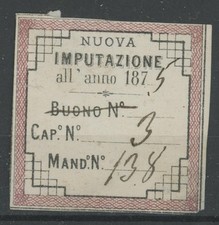 NUOVA
IMPUTAZIONE
all'anno 1875
BUONO N.º
CAP.º N.º 3
MAND.º N.º 138